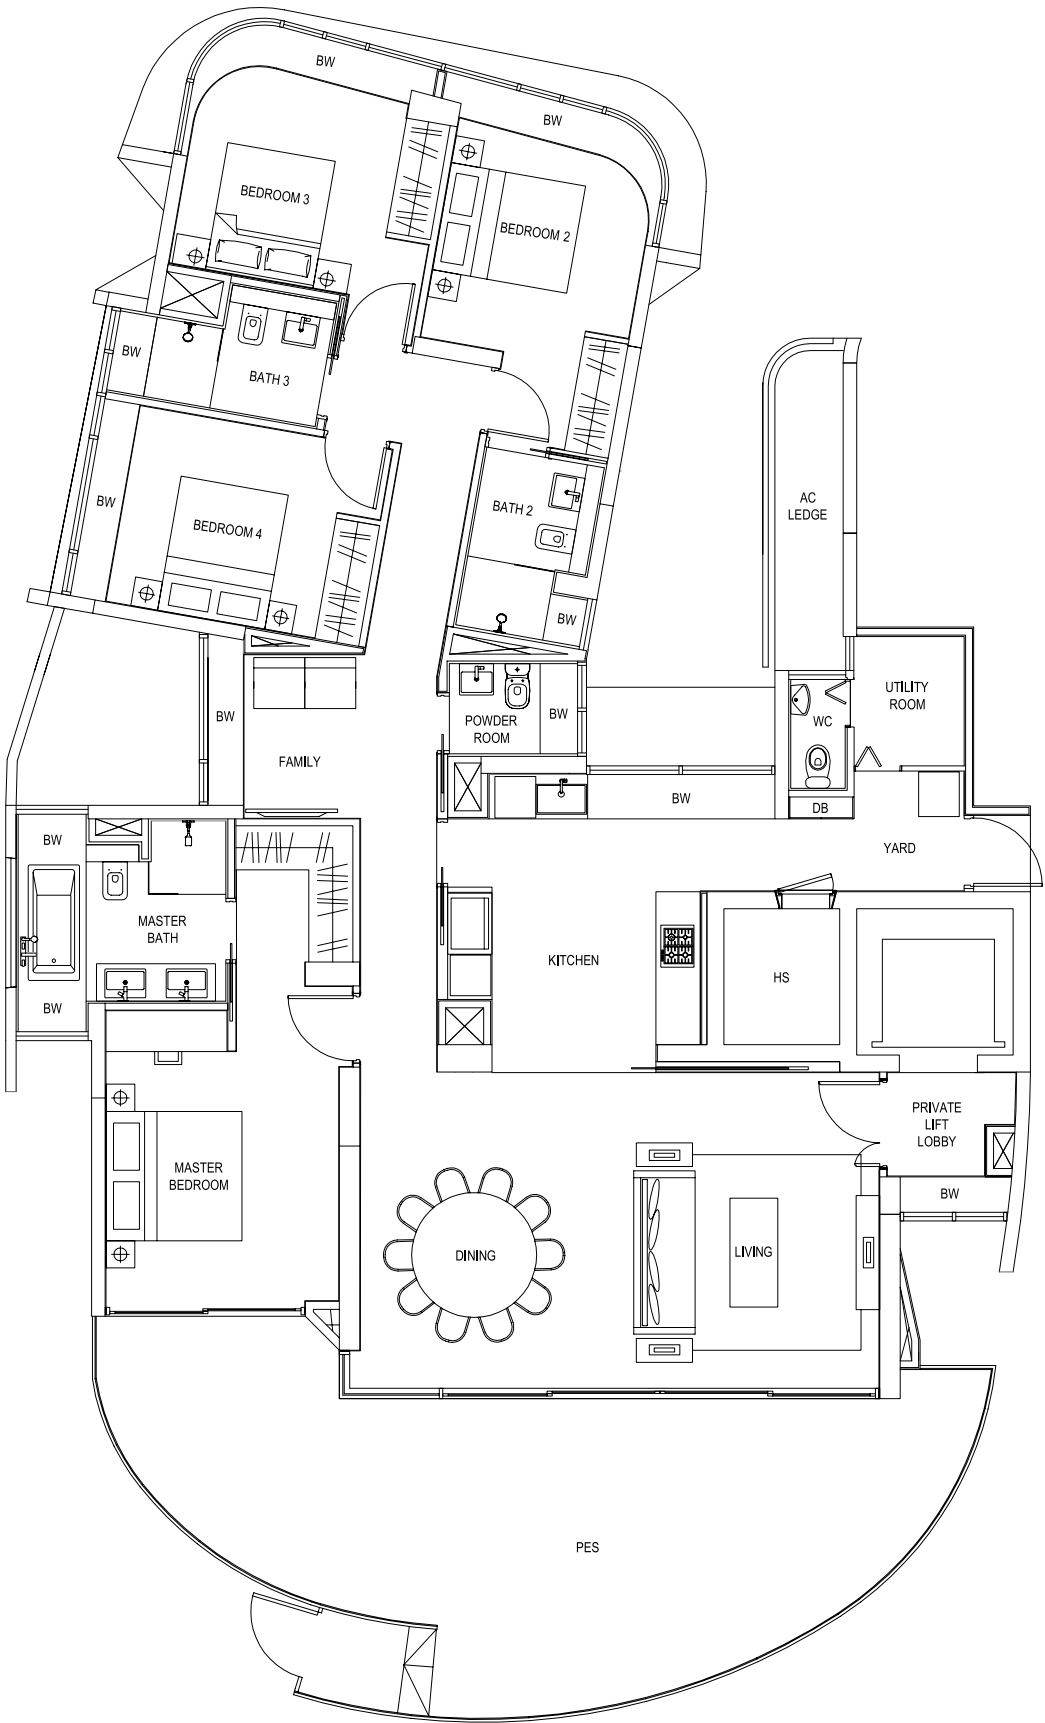 BW
BW
BEDROOM 3
BEDROOM 2
BW
BATH 3
BW
BEDROOM 4
BATH 2
AC
LEDGE
BW
UTILITY
ROOM
BW
POWDER
ROOM
BW
WC
FAMILY
BW
DB
BW
YARD
MASTER
BATH
KITCHEN
HS
BW
PRIVATE
LIFT
LOBBY
MASTER
BEDROOM
BW
DINING
LIVING
PES